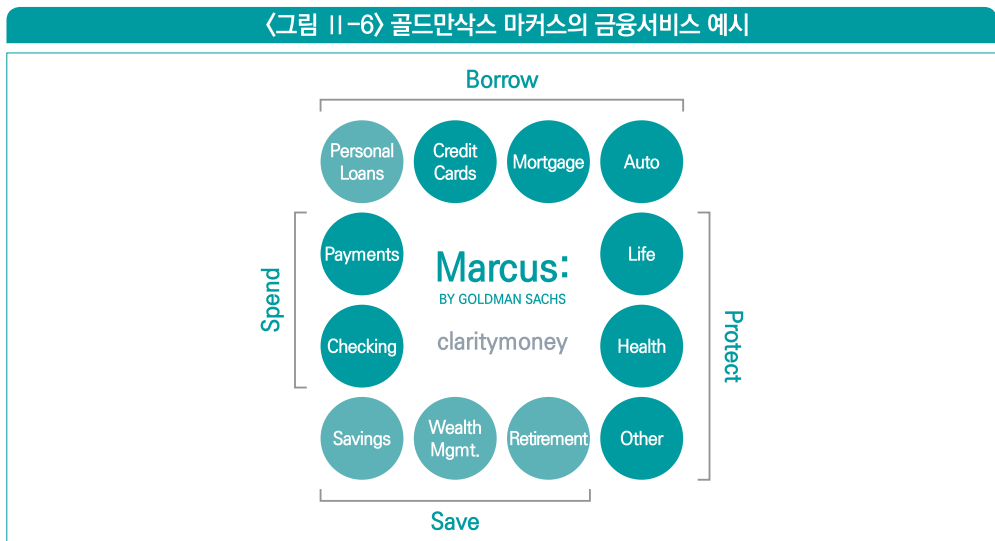 <그림 Ⅱ-6> 골드만삭스 마커스의 금융서비스 예시
Borrow
Personal
Loans
Credit
Cards
Mortgage
Auto
Spend
Payments
Checking
Marcus:
BY GOLDMAN SACHS
claritymoney
Life
Health
Protect
Savings
Wealth
Mgmt.
Retirement
Other
Save